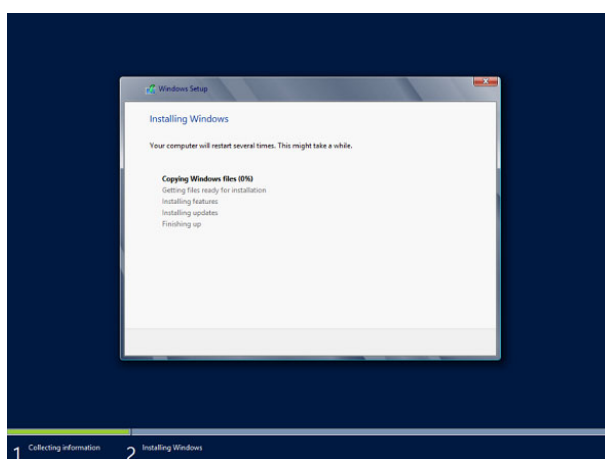 Windows Setup
Installing Windows
Your computer will restart several times. This might take a while.
Copying Windows files (0%)
Getting files ready for installation
Installing features
Installing updates
Finishing up
1 Collecting information 2 Installing Windows